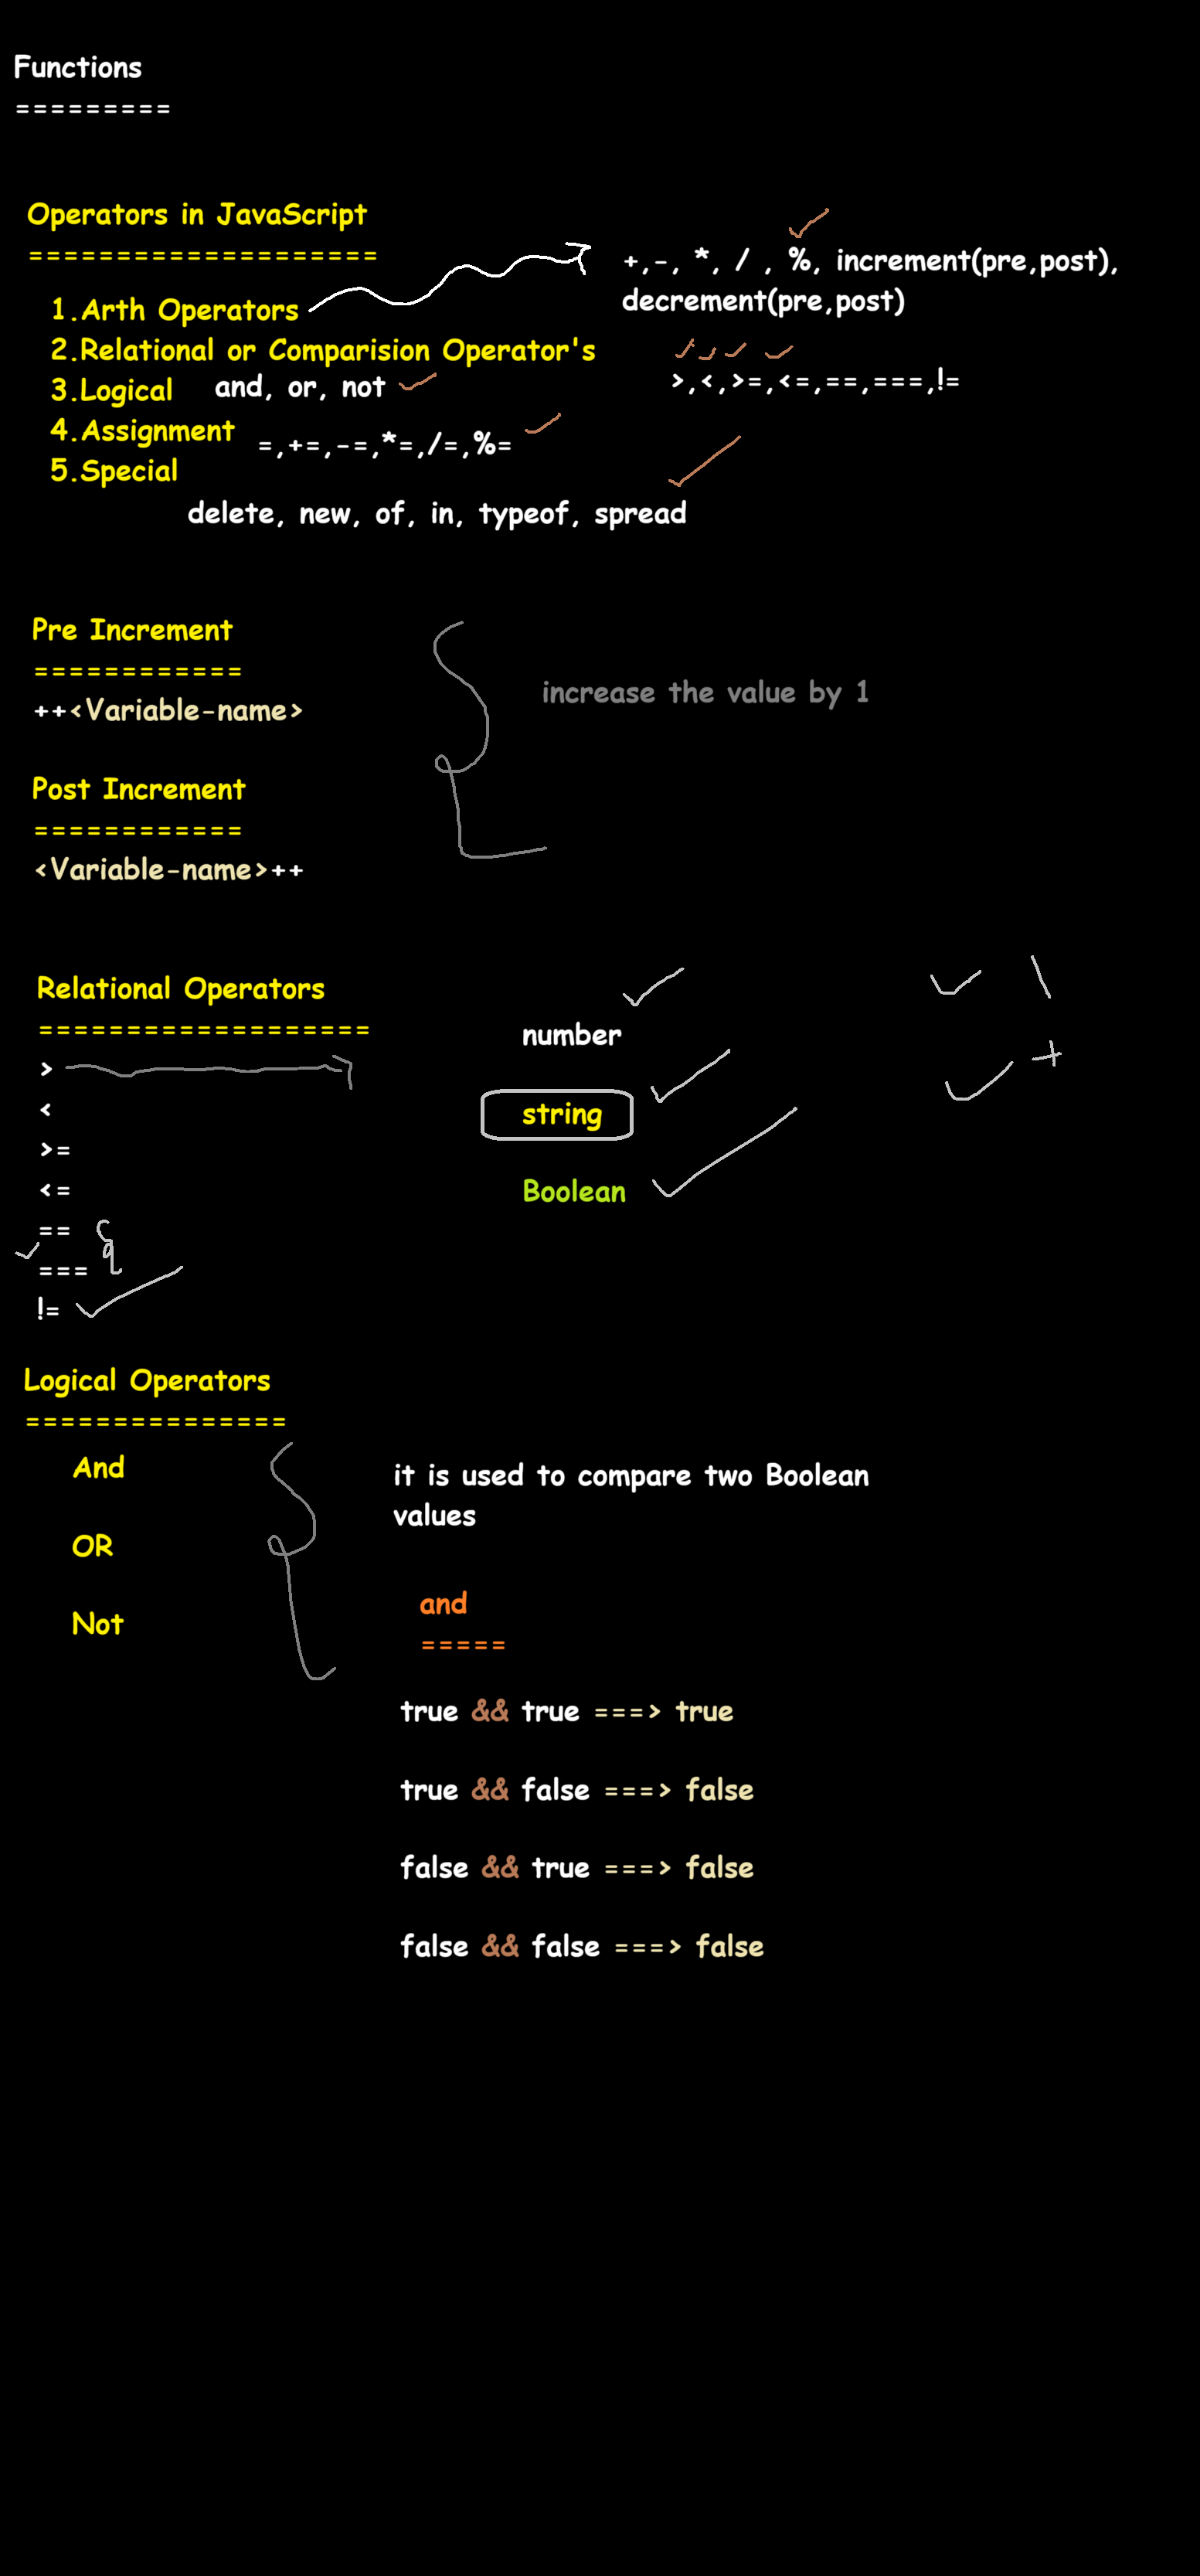 Functions
=========
Operators in JavaScript
====================
1.Arth Operators
+,-, *, / , %, increment(pre,post),
decrement(pre,post)
2.Relational or Comparision Operator's
>,<,>=,<=,==,===,!=
3.Logical and, or, not
4.Assignment =,+=,-=,*=,/=,%=
5.Special
delete, new, of, in, typeof, spread
Pre Increment
============
++<Variable-name>
increase the value by 1
Post Increment
============
<Variable-name>++
Relational Operators
===================
>
<
>=
<=
==
===
!=
number
string
Boolean
Logical Operators
===============
And
OR
Not
it is used to compare two Boolean
values
and
=====
true && true ===> true
true && false ===> false
false && true ===> false
false && false ===> false